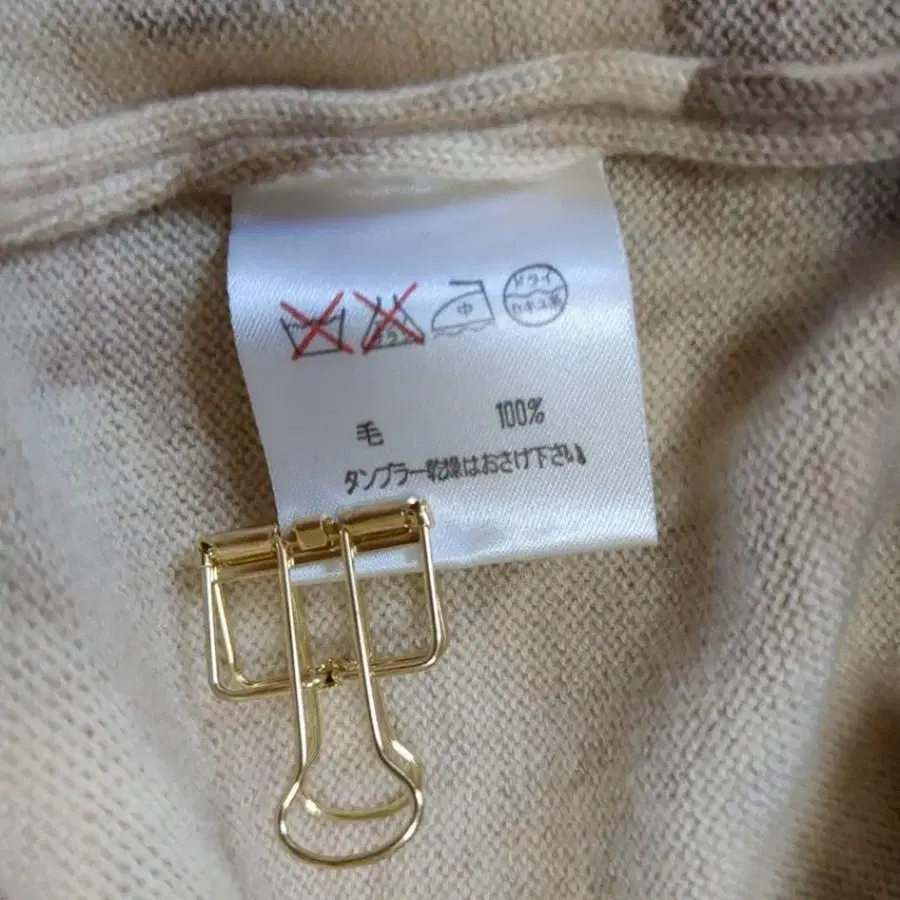 中 ドライ
セキユ系
毛 100%
タンブラー乾燥はおさげ下さい